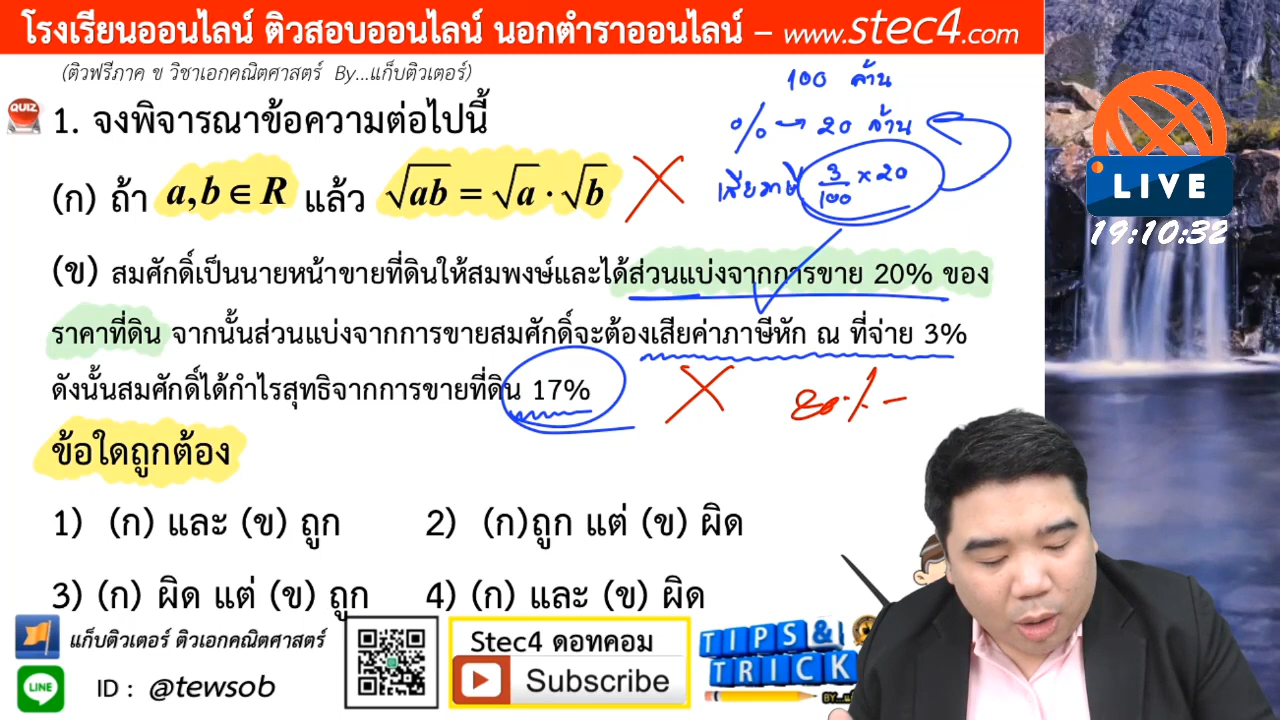 โรงเรียนออนไลน์ ติวสอบออนไลน์ นอกตำราออนไลน์ – www.stec4.com
(ติวฟรีภาค ข วิชาเอกคณิตศาสตร์ By...แก็บติวเตอร์)
100 ล้าน
QUIZ 1. จงพิจารณาข้อความต่อไปนี้
% → 20 ล้าน
(ก) ถ้า a,b ∈ R แล้ว √ab = √a · √b
เสียภาษี 3/100 × 20
LIVE
19:10:32
(ข) สมศักดิ์เป็นนายหน้าขายที่ดินให้สมพงษ์และได้ส่วนแบ่งจากการขาย 20% ของ
ราคาที่ดิน จากนั้นส่วนแบ่งจากการขายสมศักดิ์จะต้องเสียค่าภาษีหัก ณ ที่จ่าย 3%
ดังนั้นสมศักดิ์ได้กำไรสุทธิจากการขายที่ดิน 17%
ข้อใดถูกต้อง
1) (ก) และ (ข) ถูก
2) (ก)ถูก แต่ (ข) ผิด
3) (ก) ผิด แต่ (ข) ถูก
4) (ก) และ (ข) ผิด
แก็บติวเตอร์ ติวเอกคณิตศาสตร์
LINE ID : @tewsob
Stec4 ดอทคอม
Subscribe
TIPS &
TRICK